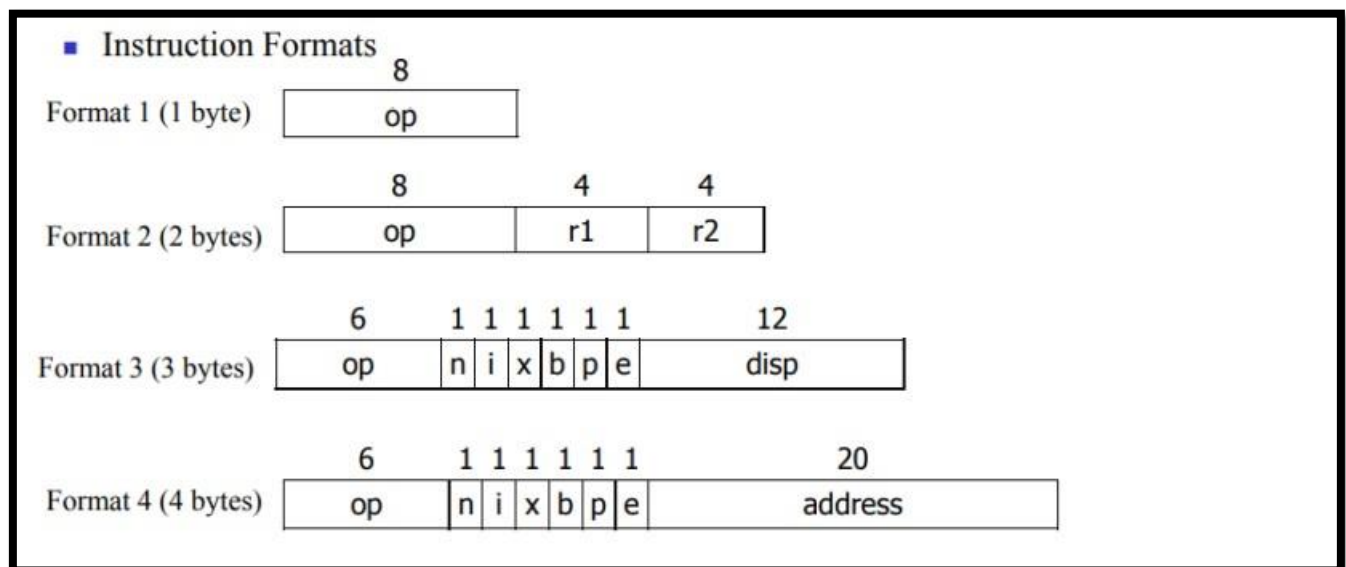 ▪ Instruction Formats
8
Format 1 (1 byte) op
8 4 4
Format 2 (2 bytes) op r1 r2
6 1 1 1 1 1 1 12
Format 3 (3 bytes) op n i x b p e disp
6 1 1 1 1 1 1 20
Format 4 (4 bytes) op n i x b p e address